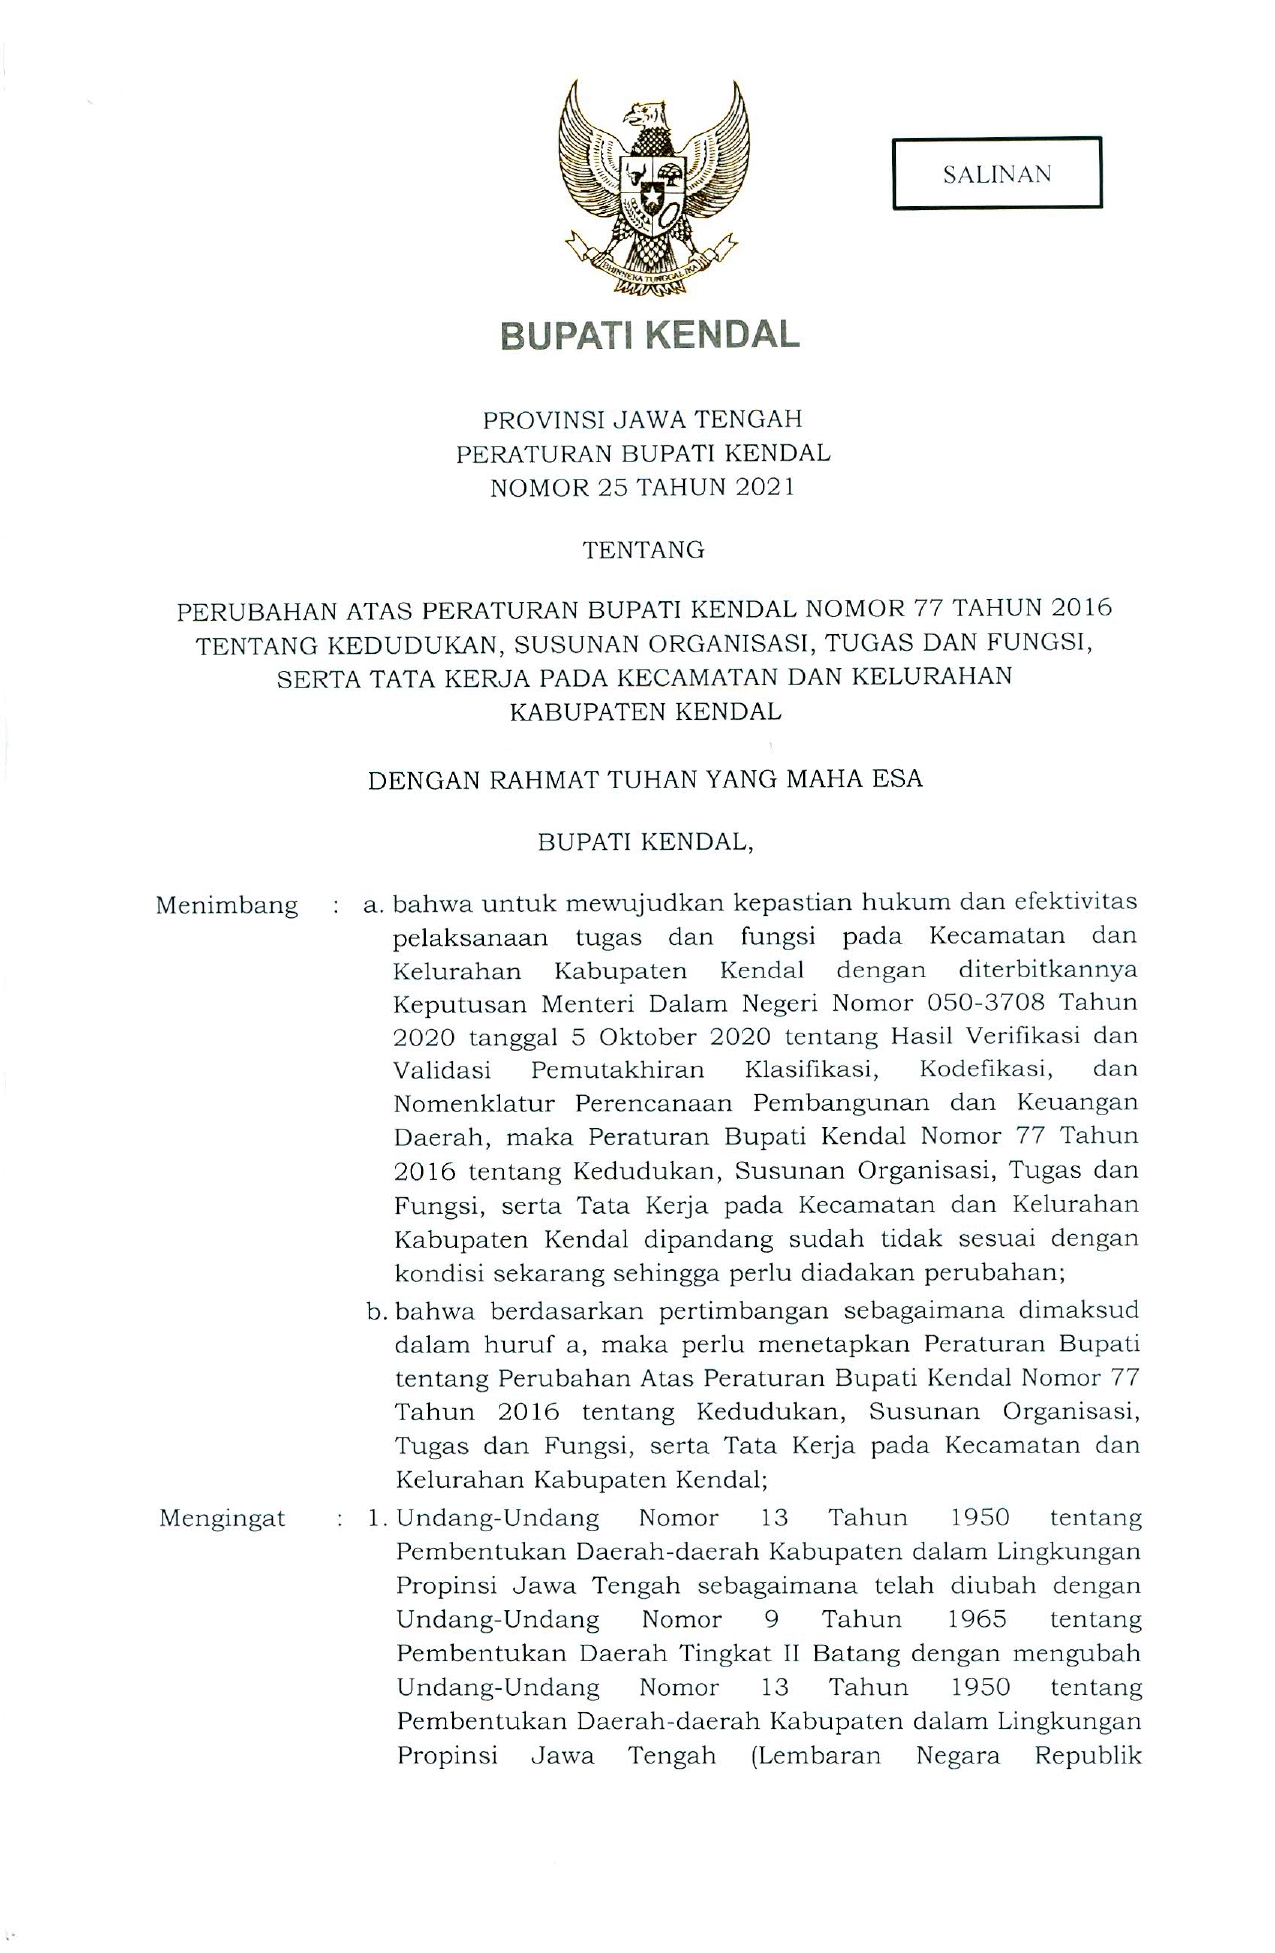 SALINAN
BHINNEKA TUNGGAL IKA
BUPATI KENDAL
PROVINSI JAWA TENGAH
PERATURAN BUPATI KENDAL
NOMOR 25 TAHUN 2021
TENTANG
PERUBAHAN ATAS PERATURAN BUPATI KENDAL NOMOR 77 TAHUN 2016
TENTANG KEDUDUKAN, SUSUNAN ORGANISASI, TUGAS DAN FUNGSI,
SERTA TATA KERJA PADA KECAMATAN DAN KELURAHAN
KABUPATEN KENDAL
DENGAN RAHMAT TUHAN YANG MAHA ESA
BUPATI KENDAL,
Menimbang : a. bahwa untuk mewujudkan kepastian hukum dan efektivitas
pelaksanaan tugas dan fungsi pada Kecamatan dan
Kelurahan Kabupaten Kendal dengan diterbitkannya
Keputusan Menteri Dalam Negeri Nomor 050-3708 Tahun
2020 tanggal 5 Oktober 2020 tentang Hasil Verifikasi dan
Validasi Pemutakhiran Klasifikasi, Kodefikasi, dan
Nomenklatur Perencanaan Pembangunan dan Keuangan
Daerah, maka Peraturan Bupati Kendal Nomor 77 Tahun
2016 tentang Kedudukan, Susunan Organisasi, Tugas dan
Fungsi, serta Tata Kerja pada Kecamatan dan Kelurahan
Kabupaten Kendal dipandang sudah tidak sesuai dengan
kondisi sekarang sehingga perlu diadakan perubahan;
b. bahwa berdasarkan pertimbangan sebagaimana dimaksud
dalam huruf a, maka perlu menetapkan Peraturan Bupati
tentang Perubahan Atas Peraturan Bupati Kendal Nomor 77
Tahun 2016 tentang Kedudukan, Susunan Organisasi,
Tugas dan Fungsi, serta Tata Kerja pada Kecamatan dan
Kelurahan Kabupaten Kendal;
Mengingat : 1. Undang-Undang Nomor 13 Tahun 1950 tentang
Pembentukan Daerah-daerah Kabupaten dalam Lingkungan
Propinsi Jawa Tengah sebagaimana telah diubah dengan
Undang-Undang Nomor 9 Tahun 1965 tentang
Pembentukan Daerah Tingkat II Batang dengan mengubah
Undang-Undang Nomor 13 Tahun 1950 tentang
Pembentukan Daerah-daerah Kabupaten dalam Lingkungan
Propinsi Jawa Tengah (Lembaran Negara Republik